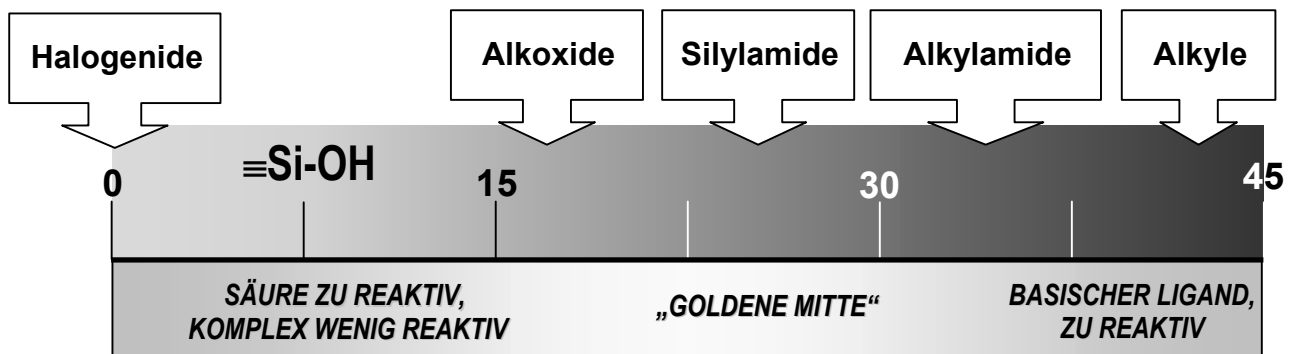 Halogenide
Alkoxide
Silylamide
Alkylamide
Alkyle
≡Si-OH
0
15
30
45
SÄURE ZU REAKTIV,
KOMPLEX WENIG REAKTIV
„GOLDENE MITTE“
BASISCHER LIGAND,
ZU REAKTIV